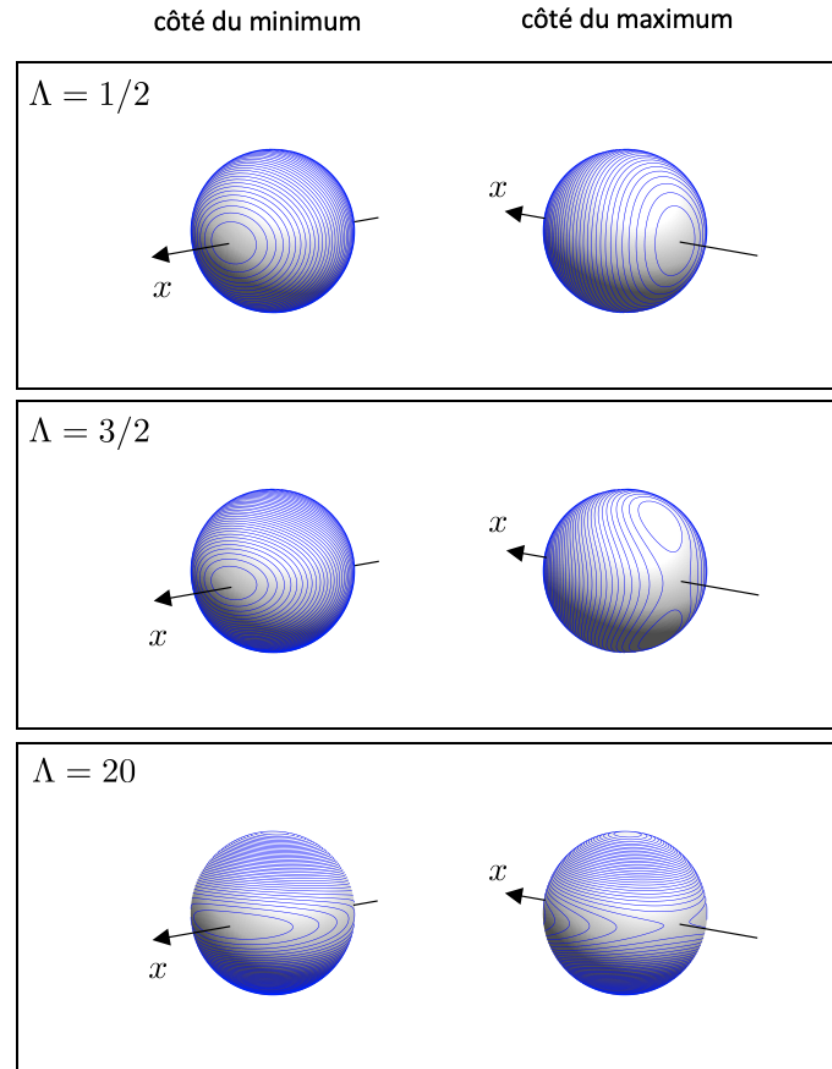 côté du minimum
côté du maximum
Λ = 1/2
x
x
Λ = 3/2
x
x
Λ = 20
x
x